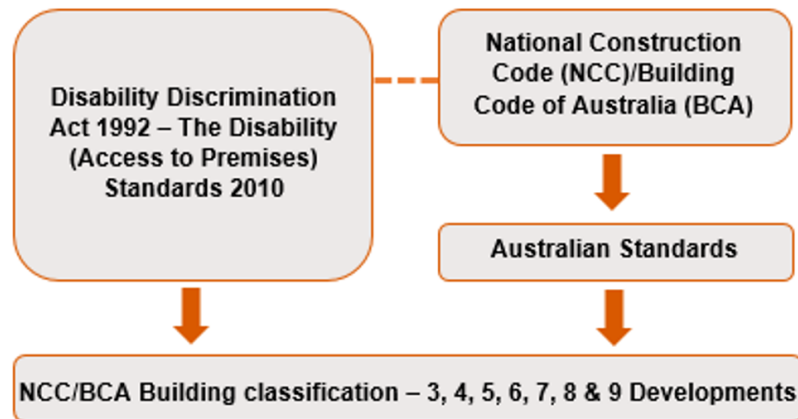 Disability Discrimination
Act 1992 – The Disability
(Access to Premises)
Standards 2010
National Construction
Code (NCC)/Building
Code of Australia (BCA)
Australian Standards
NCC/BCA Building classification – 3, 4, 5, 6, 7, 8 & 9 Developments